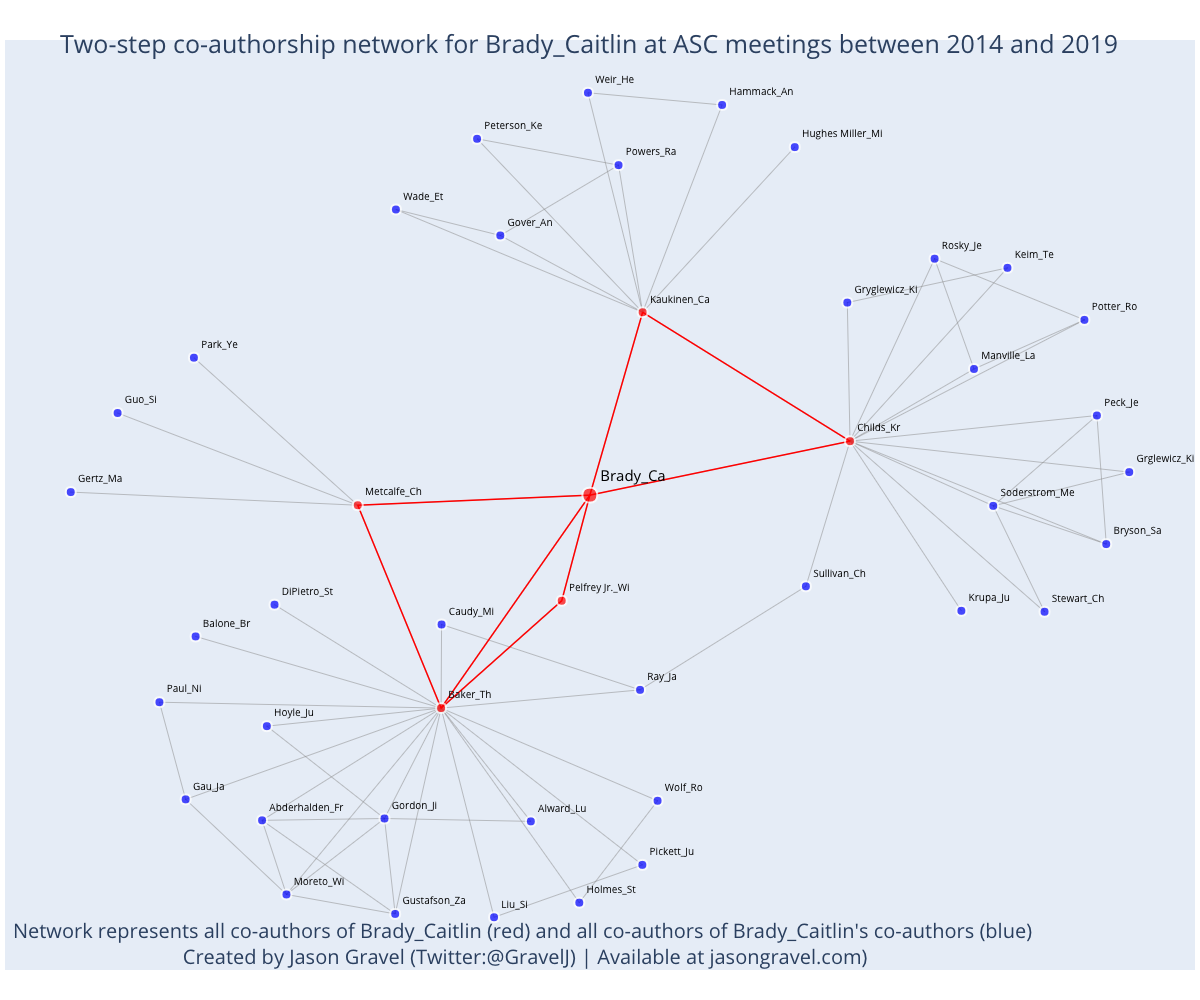 Two-step co-authorship network for Brady_Caitlin at ASC meetings between 2014 and 2019
Weir_He
Hammack_An
Peterson_Ke
Hughes Miller_Mi
Powers_Ra
Wade_Et
Gover_An
Rosky_Je
Keim_Te
Gryglewicz_Ki
Kaukinen_Ca
Potter_Ro
Park_Ye
Manville_La
Guo_Si
Peck_Je
Childs_Kr
Grglewicz_Ki
Gertz_Ma
Brady_Ca
Metcalfe_Ch
Soderstrom_Me
Bryson_Sa
Sullivan_Ch
DiPietro_St
Pelfrey Jr._Wi
Krupa_Ju
Stewart_Ch
Caudy_Mi
Balone_Br
Ray_Ja
Paul_Ni
Baker_Th
Hoyle_Ju
Gau_Ja
Wolf_Ro
Abderhalden_Fr
Gordon_Ji
Alward_Lu
Pickett_Ju
Moreto_Wi
Holmes_St
Gustafson_Za
Liu_Si
Network represents all co-authors of Brady_Caitlin (red) and all co-authors of Brady_Caitlin's co-authors (blue)
Created by Jason Gravel (Twitter:@GravelJ) | Available at jasongravel.com)